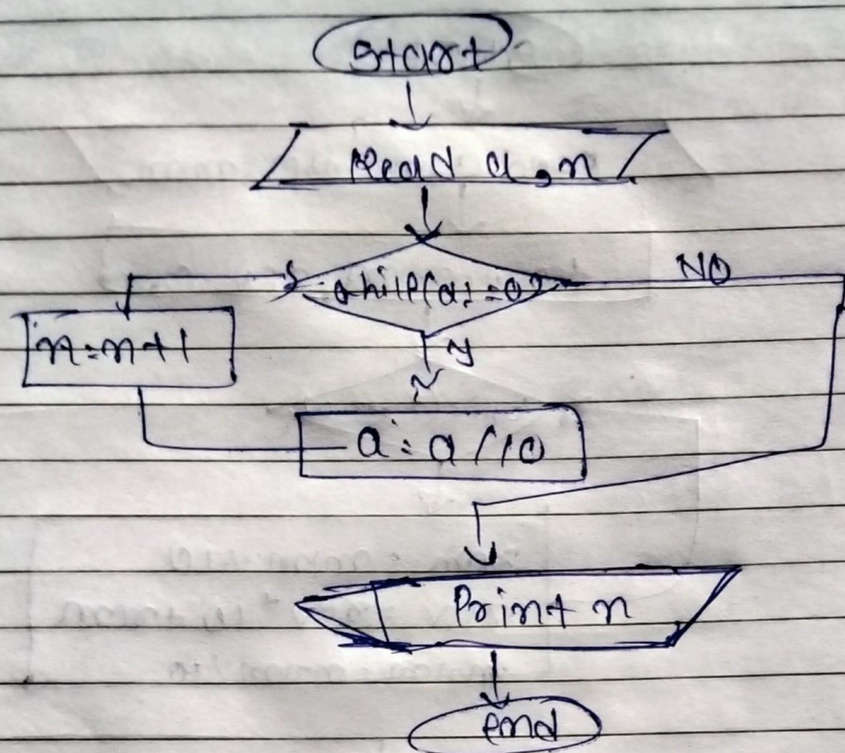 Start
Read a, n
while(a! =0)
NO
n=n+1
y
a = a/10
Print n
end